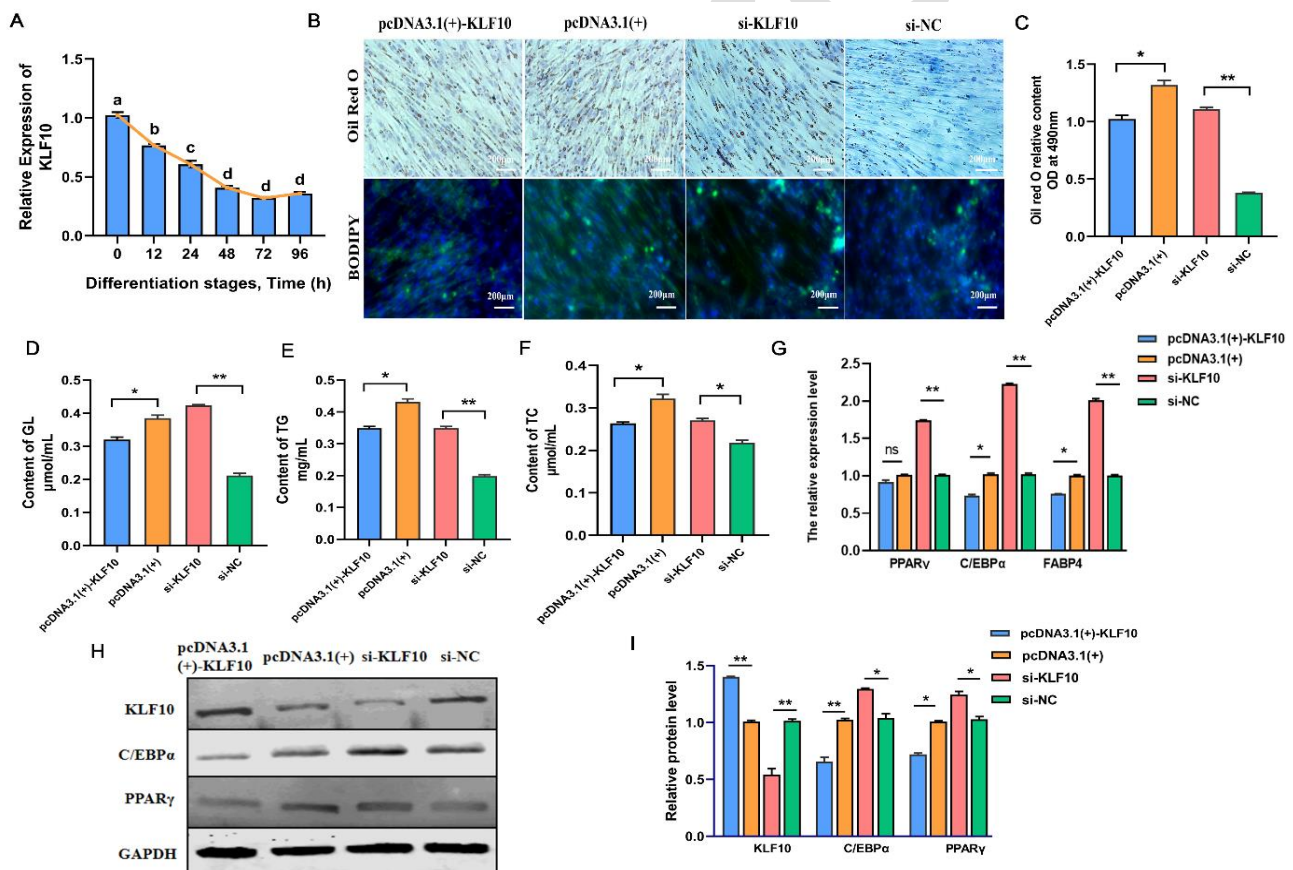 A
Relative Expression of
KLF10
1.5
1.0
0.5
0.0
a
b
c
d
d
d
0 12 24 48 72 96
Differentiation stages, Time (h)
B
pcDNA3.1(+)-KLF10 pcDNA3.1(+) si-KLF10 si-NC
Oil Red O
200μm 200μm 200μm 200μm
BODIPY
200μm 200μm 200μm 200μm
C
Oil red O relative content
OD at 490nm
1.5
1.0
0.5
0.0
* **
pcDNA3.1(+)-KLF10
pcDNA3.1(+)
si-KLF10
si-NC
D
Content of GL
μmol/mL
0.5
0.4
0.3
0.2
0.1
0.0
* **
pcDNA3.1(+)-KLF10
pcDNA3.1(+)
si-KLF10
si-NC
E
Content of TG
mg/mL
0.5
0.4
0.3
0.2
0.1
0.0
* **
pcDNA3.1(+)-KLF10
pcDNA3.1(+)
si-KLF10
si-NC
F
Content of TC
μmol/mL
0.4
0.3
0.2
0.1
0.0
* *
pcDNA3.1(+)-KLF10
pcDNA3.1(+)
si-KLF10
si-NC
G
pcDNA3.1(+)-KLF10
pcDNA3.1(+)
si-KLF10
si-NC
The relative expression level
2.5
2.0
1.5
1.0
0.5
0.0
ns ** * ** * **
PPARγ C/EBPα FABP4
H
pcDNA3.1
(+)-KLF10 pcDNA3.1(+) si-KLF10 si-NC
KLF10
C/EBPα
PPARγ
GAPDH
I
pcDNA3.1(+)-KLF10
pcDNA3.1(+)
si-KLF10
si-NC
Relative protein level
1.5
1.0
0.5
0.0
** ** ** * * *
KLF10 C/EBPα PPARγ